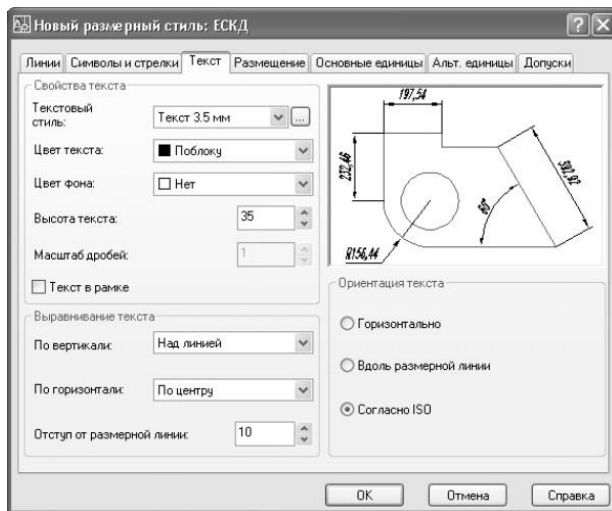 Новый размерный стиль: ЕСКД
Линии Символы и стрелки Текст Размещение Основные единицы Альт. единицы Допуски
Свойства текста
Текстовый стиль: Текст 3.5 мм ...
Цвет текста: Поблоку
Цвет фона: Нет
Высота текста: 35
Масштаб дробей: 1
Текст в рамке
197,54
232,46
R156,44
60°
Ориентация текста
Горизонтально
Вдоль размерной линии
Согласно ISO
Выравнивание текста
По вертикали: Над линией
По горизонтали: По центру
Отступ от размерной линии: 10
OK Отмена Справка